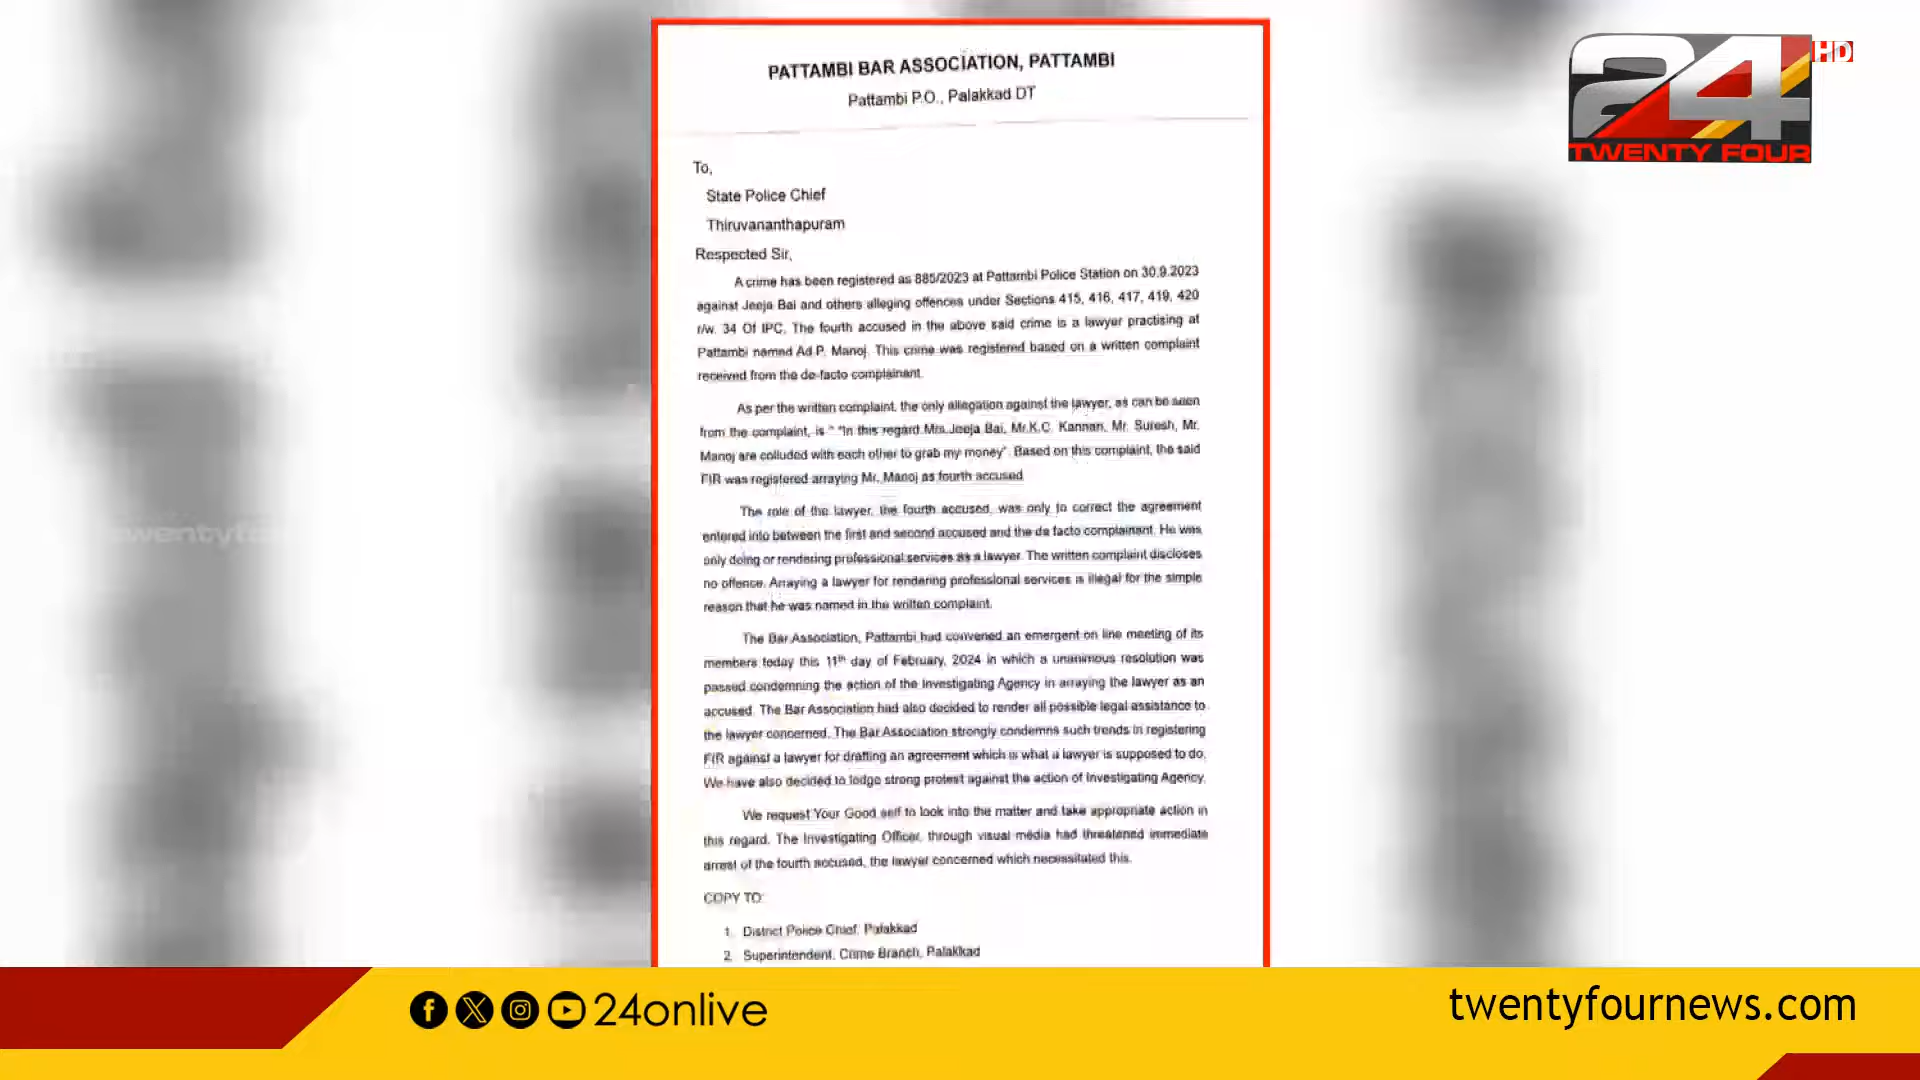 PATTAMBI BAR ASSOCIATION, PATTAMBI
Pattambi P.O., Palakkad DT
To,
State Police Chief
Thiruvananthapuram
Respected Sir,
A crime has been registered as 885/2023 at Pattambi Police Station on 30.9.2023
against Jeeja Bai and others alleging offences under Sections 415, 416, 417, 419, 420
r/w. 34 Of IPC. The fourth accused in the above said crime is a lawyer practising at
Pattambi named Ad P. Manoj. This crime was registered based on a written complaint
received from the de-facto complainant.
As per the written complaint, the only allegation against the lawyer, as can be seen
from the complaint, is " "In this regard Mrs.Jeeja Bai, Mr.K.C. Kannan, Mr. Suresh, Mr.
Manoj are colluded with each other to grab my money". Based on this complaint, the said
FIR was registered arraying Mr. Manoj as fourth accused.
The role of the lawyer, the fourth accused, was only to correct the agreement
entered into between the first and second accused and the de facto complainant. He was
only doing or rendering professional services as a lawyer. The written complaint discloses
no offence. Arraying a lawyer for rendering professional services is illegal for the simple
reason that he was named in the written complaint.
The Bar Association, Pattambi had convened an emergent on line meeting of its
members today this 11th day of February, 2024 in which a unanimous resolution was
passed condemning the action of the Investigating Agency in arraying the lawyer as an
accused. The Bar Association had also decided to render all possible legal assistance to
the lawyer concerned. The Bar Association strongly condemns such trends in registering
FIR against a lawyer for drafting an agreement which is what a lawyer is supposed to do.
We have also decided to lodge strong protest against the action of Investigating Agency.
We request Your Good self to look into the matter and take appropriate action in
this regard. The Investigating Officer, through visual media had threatened immediate
arrest of the fourth accused, the lawyer concerned which necessitated this.
COPY TO:
1. District Police Chief, Palakkad
2. Superintendent, Crime Branch, Palakkad
24 HD
TWENTY FOUR
24onlive
twentyfournews.com